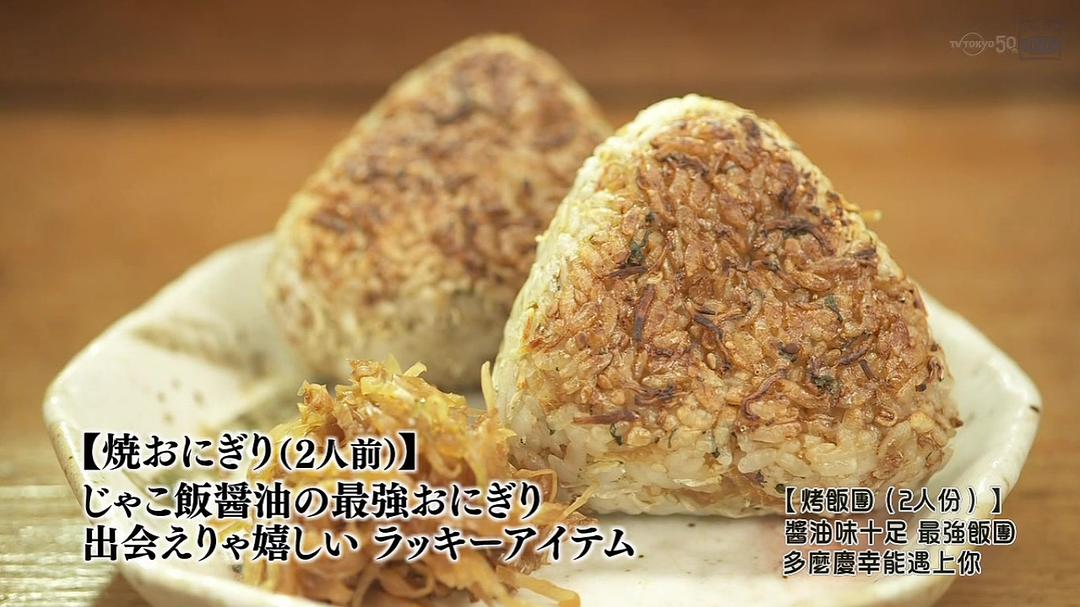 TV TOKYO 50th
【焼おにぎり(2人前)】
じゃこ飯醤油の最強おにぎり
出会えりゃ嬉しい ラッキーアイテム
【烤飯團（2人份）】
醬油味十足 最強飯團
多麼慶幸能遇上你